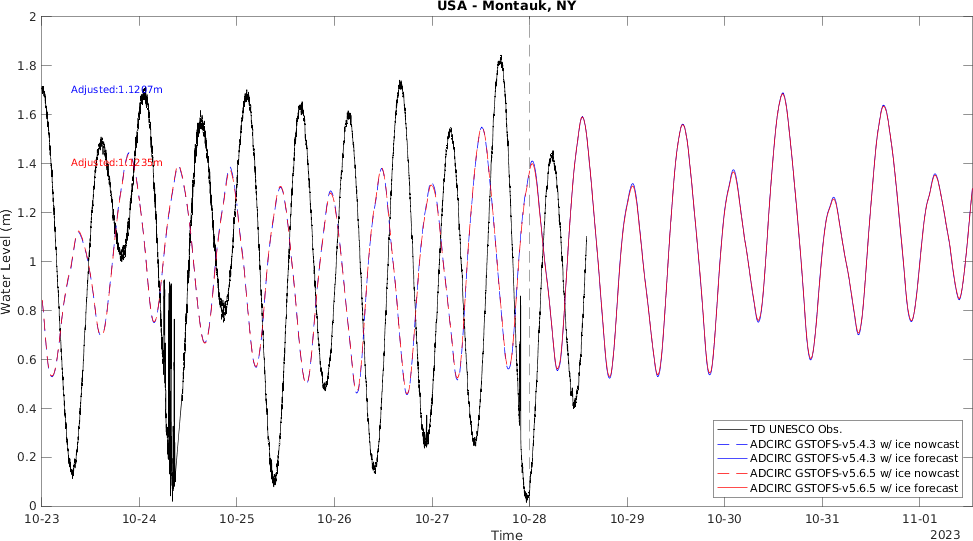 USA - Montauk, NY
2
1.8
1.6
1.4
1.2
1
0.8
0.6
0.4
0.2
0
Water Level (m)
Adjusted:1.1267m
Adjusted:1.1235m
TD UNESCO Obs.
ADCIRC GSTOFS-v5.4.3 w/ ice nowcast
ADCIRC GSTOFS-v5.4.3 w/ ice forecast
ADCIRC GSTOFS-v5.6.5 w/ ice nowcast
ADCIRC GSTOFS-v5.6.5 w/ ice forecast
10-23 10-24 10-25 10-26 10-27 10-28 10-29 10-30 10-31 11-01
Time
2023